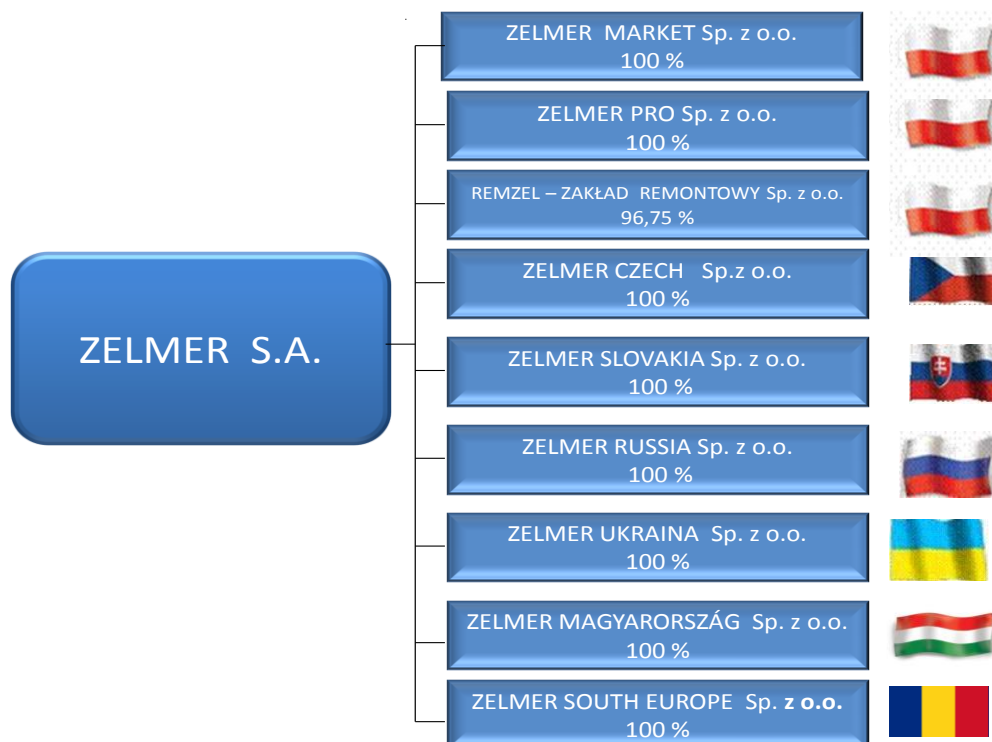 ZELMER MARKET Sp. z o.o.
100 %
ZELMER PRO Sp. z o.o.
100 %
REMZEL – ZAKŁAD REMONTOWY Sp. z o.o.
96,75 %
ZELMER CZECH Sp.z o.o.
100 %
ZELMER S.A.
ZELMER SLOVAKIA Sp. z o.o.
100 %
ZELMER RUSSIA Sp. z o.o.
100 %
ZELMER UKRAINA Sp. z o.o.
100 %
ZELMER MAGYARORSZÁG Sp. z o.o.
100 %
ZELMER SOUTH EUROPE Sp. z o.o.
100 %